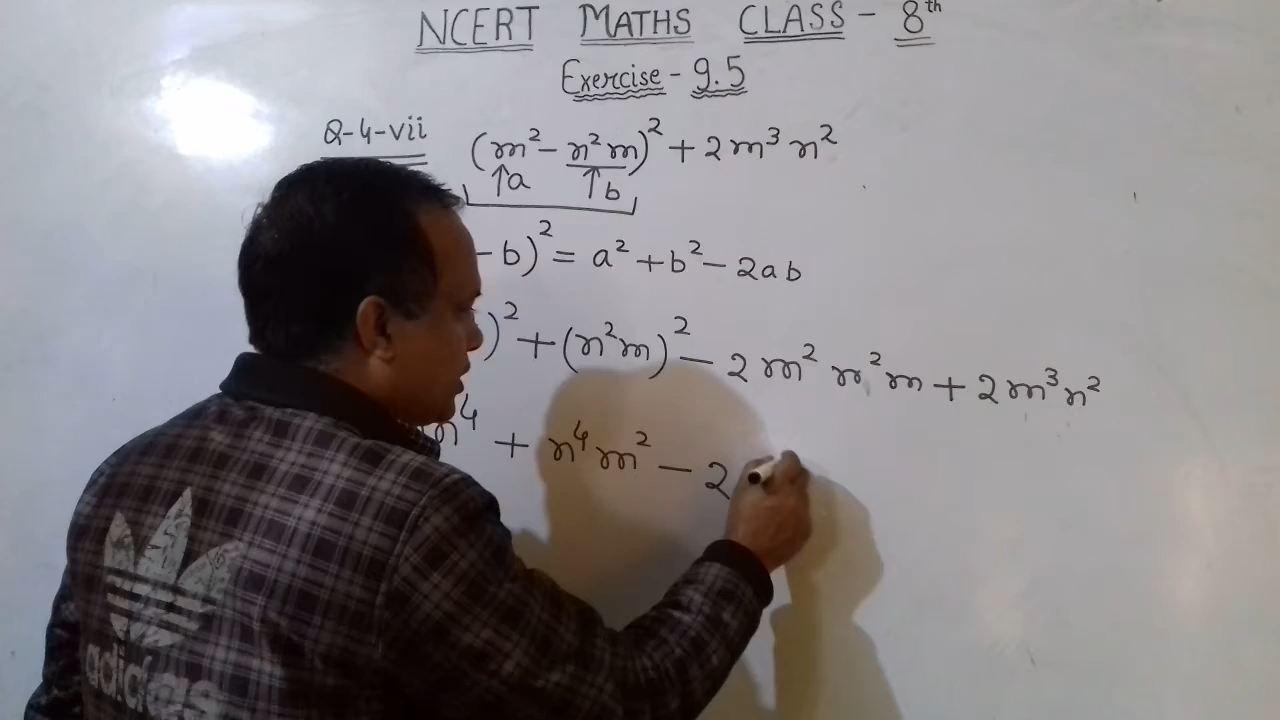 NCERT MATHS CLASS - 8th
Exercise - 9.5
Q-4-vii (m² - n²m)² + 2m³n²
↑a ↑b
- b)² = a² + b² - 2ab
)² + (n²m)² - 2m² n²m + 2m³n²
m⁴ + n⁴m² - 2
adidas